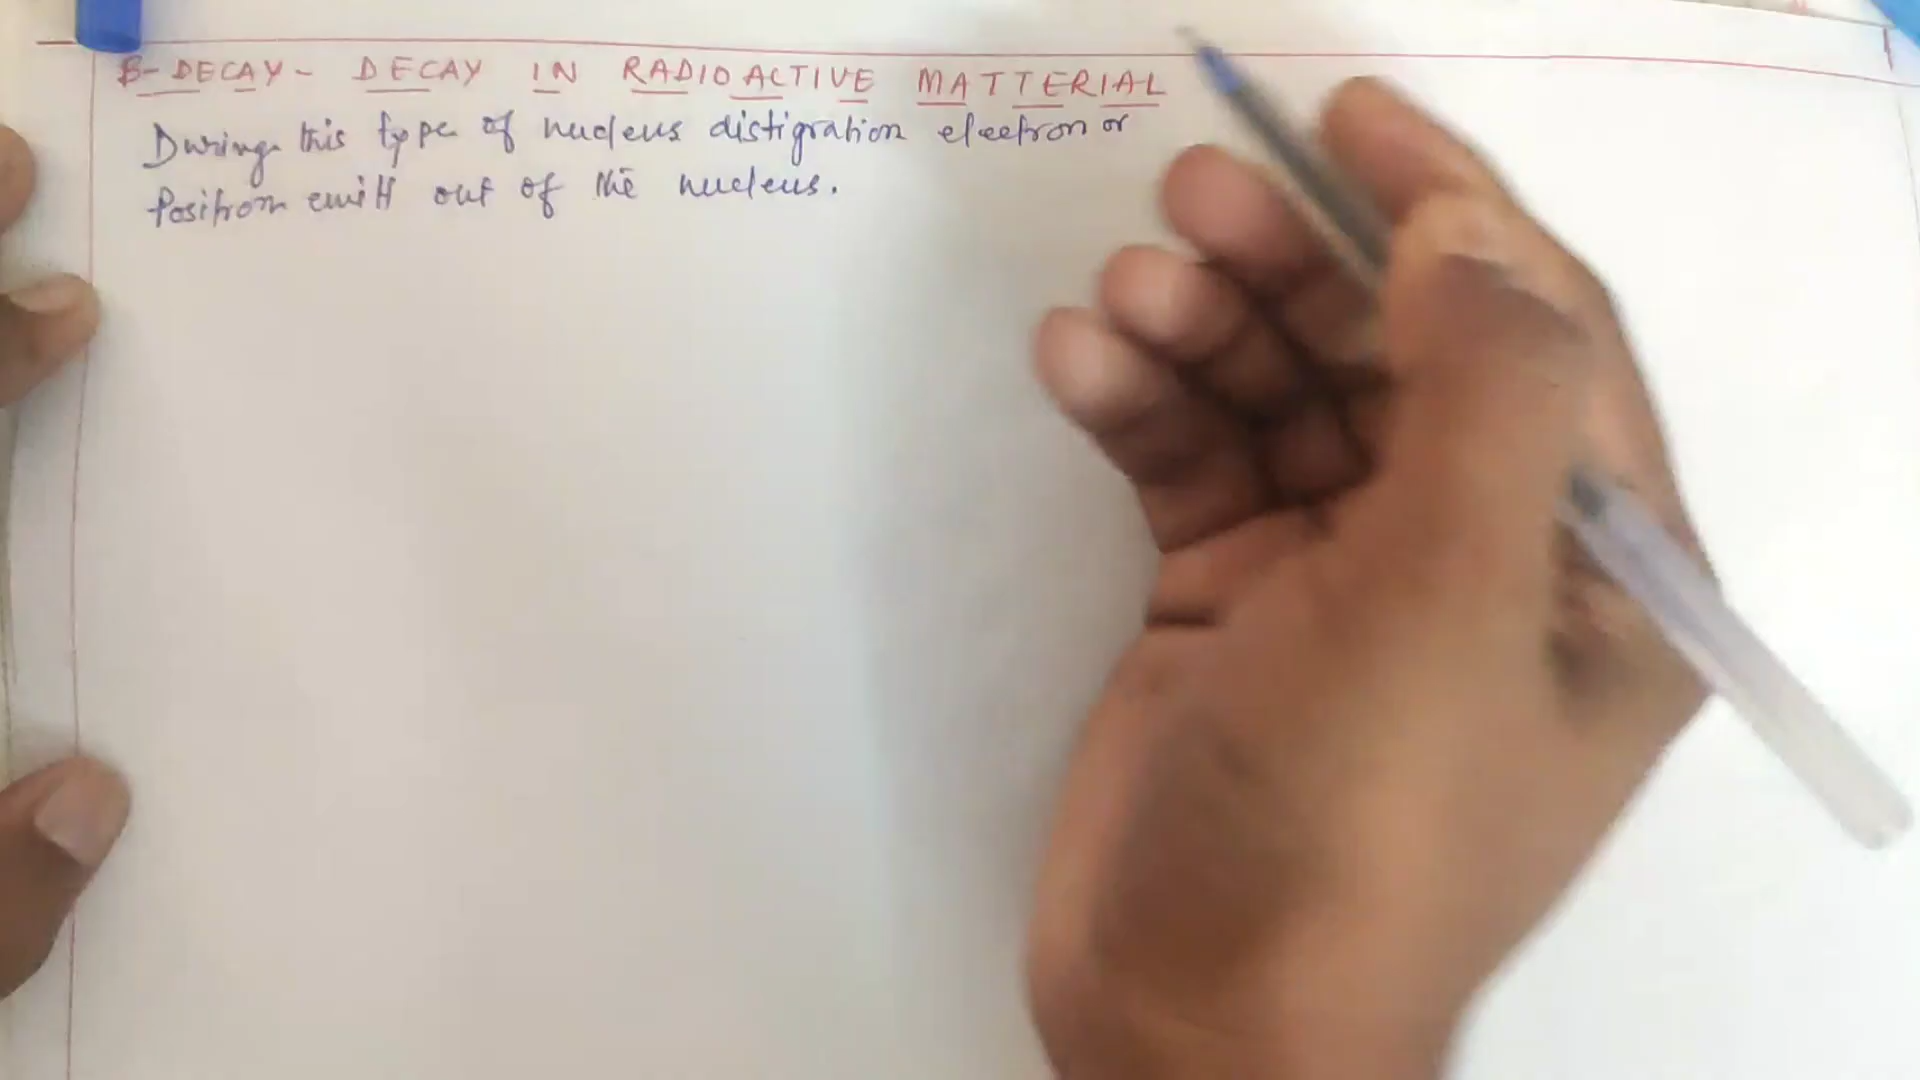 β-DECAY- DECAY IN RADIOACTIVE MATTERIAL
During this type of nucleus distigration electron or
Positron emitt out of the nucleus.